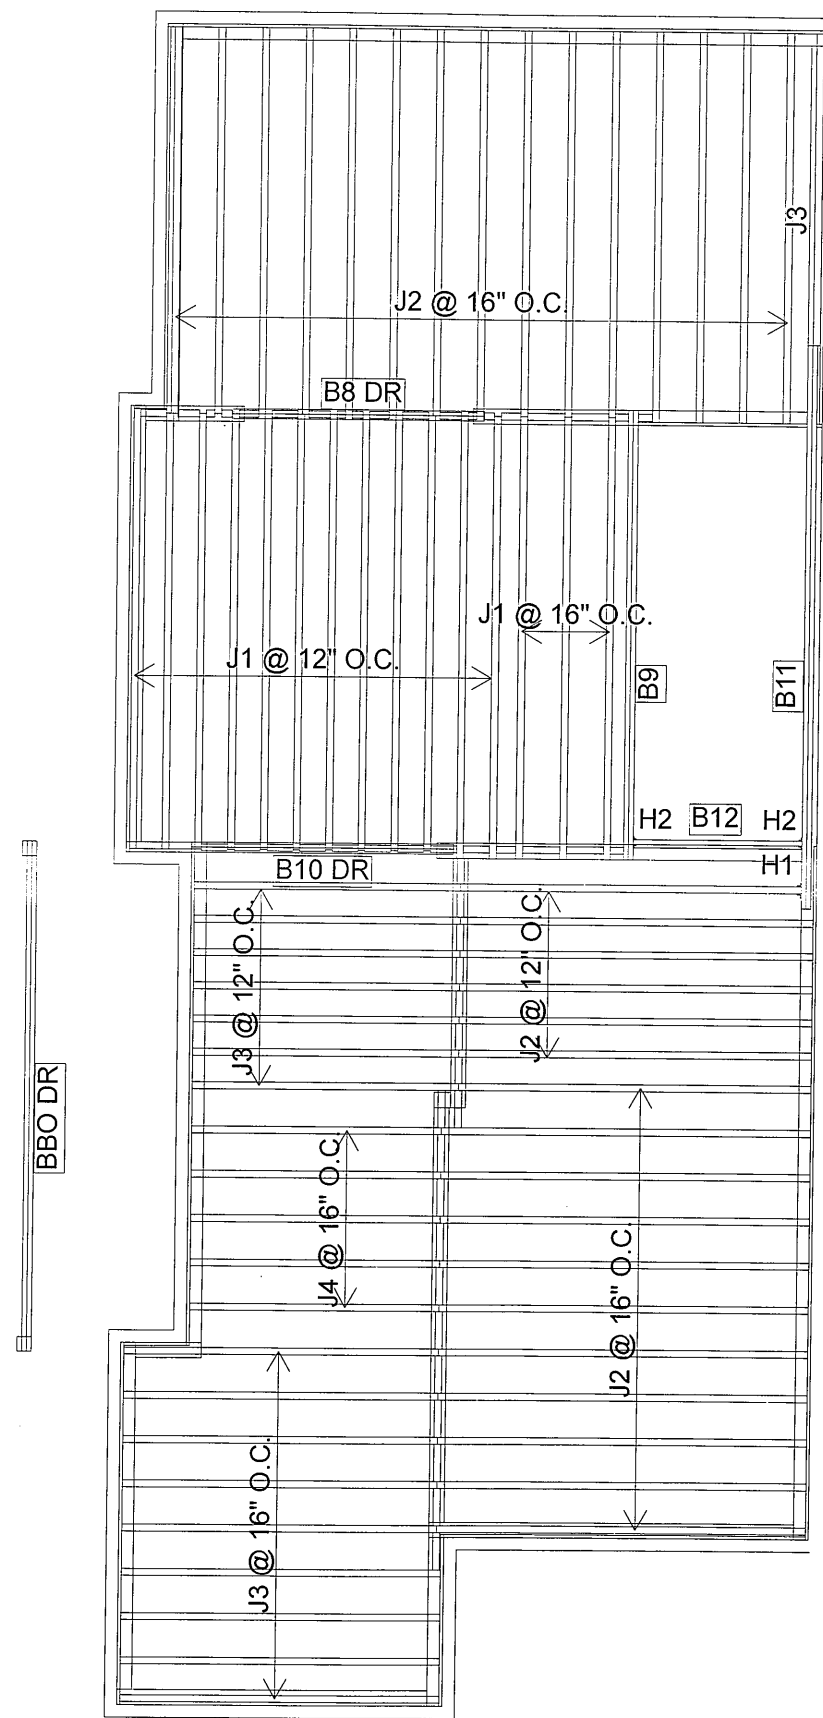 J3
J2 @ 16" O.C.
B8 DR
J1 @ 16" O.C.
J1 @ 12" O.C.
B9
B11
H2
B12
H2
B10 DR
H1
J3 @ 12" O.C.
J2 @ 12" O.C.
BBO DR
J4 @ 16" O.C.
J2 @ 16" O.C.
J3 @ 16" O.C.